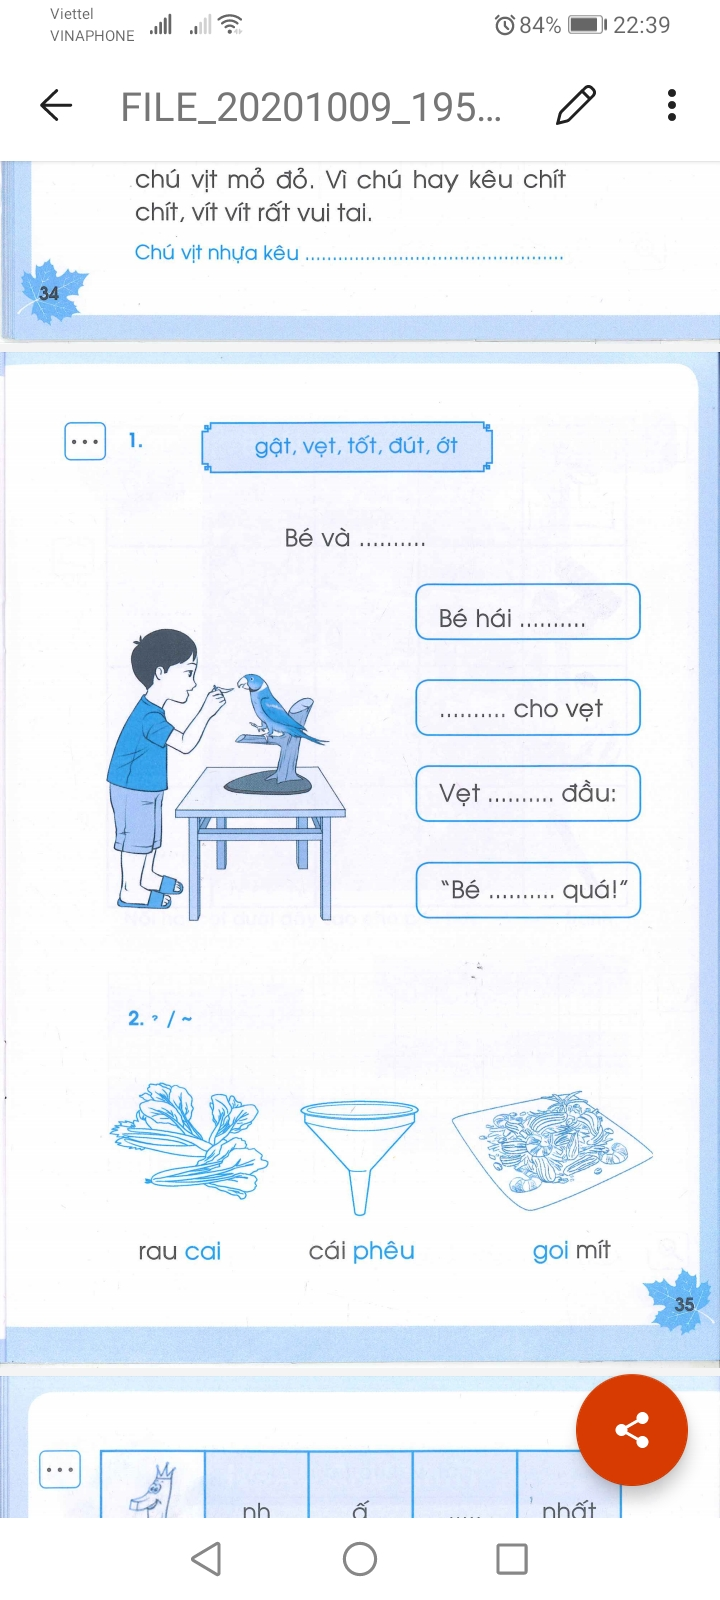 Viettel
VINAPHONE
84%
22:39
FILE_20201009_195...
chú vịt mỏ đỏ. Vì chú hay kêu chít
chít, vít vít rất vui tai.
Chú vịt nhựa kêu ................................................
34
... 1.
gật, vẹt, tốt, đút, ớt
Bé và ..........
Bé hái ..........
.......... cho vẹt
Vẹt .......... đầu:
“Bé .......... quá!”
2. ? / ~
rau cai
cái phêu
goi mít
35
...
nh ấ ..... nhất